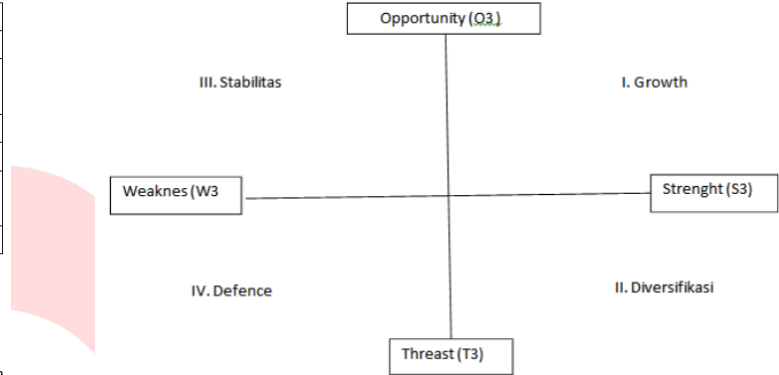 Opportunity (O3)
III. Stabilitas
I. Growth
Weaknes (W3
Strenght (S3)
IV. Defence
II. Diversifikasi
Threast (T3)